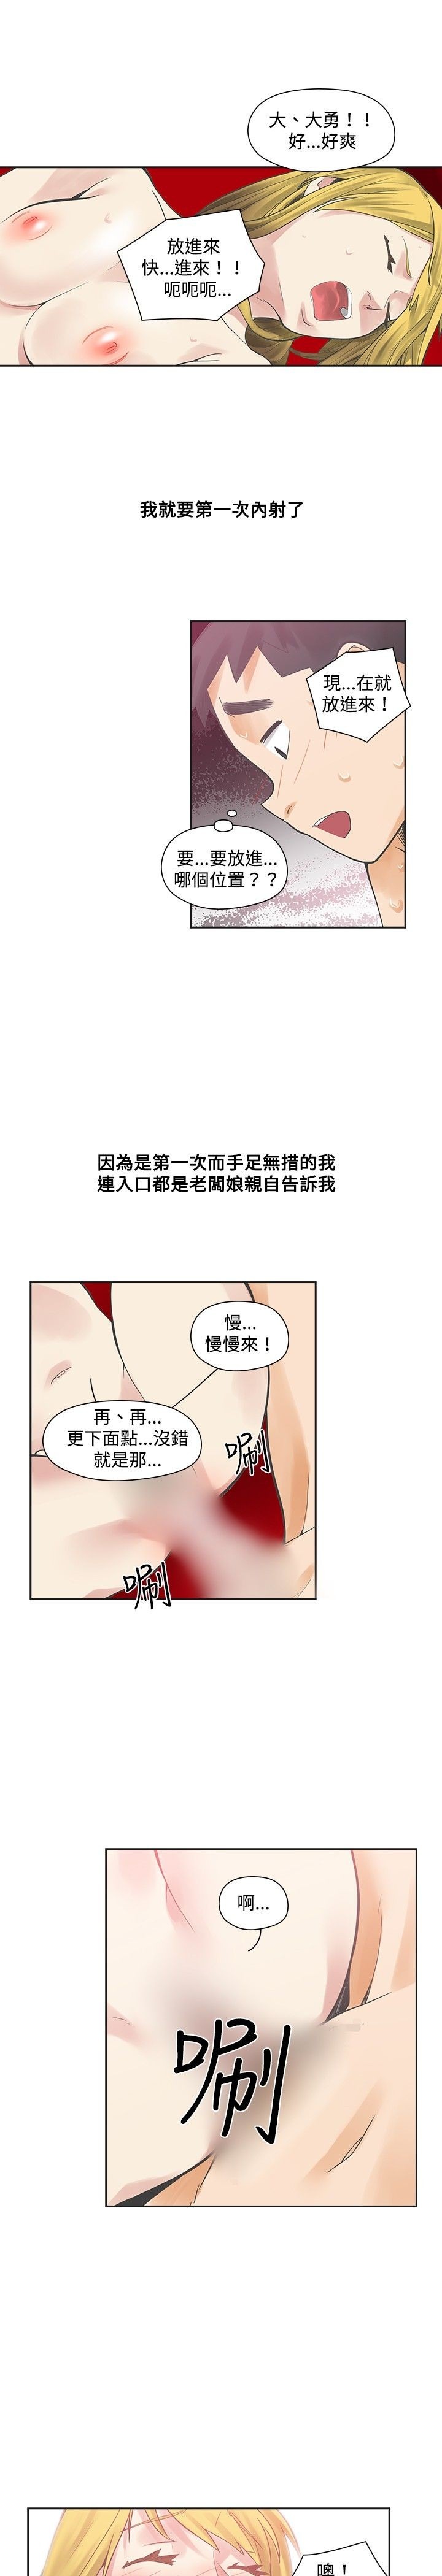 大、大勇！！
好...好爽
放進來
快...進來！！
呃呃呃...
我就要第一次內射了
現...在就
放進來！
要...要放進...
哪個位置？？
因為是第一次而手足無措的我
連入口都是老闆娘親自告訴我
慢...
慢慢來！
再、再...
更下面點...沒錯
就是那...
唰
唰
啊...
唰
噢！